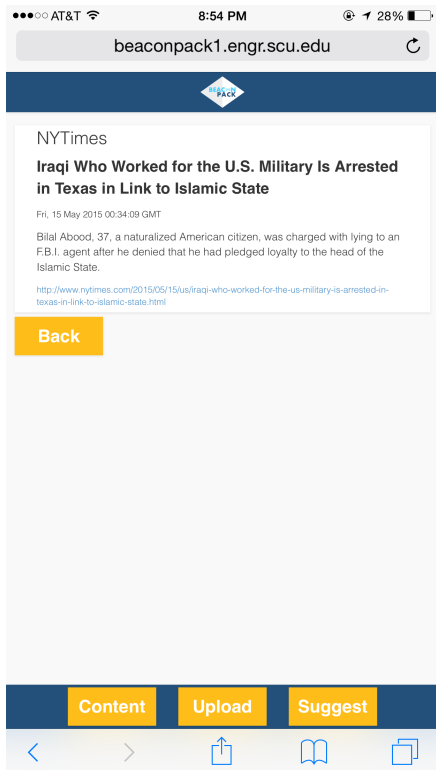 AT&T 8:54 PM 28%
beaconpack1.engr.scu.edu
BEAC N
PACK
NYTimes
Iraqi Who Worked for the U.S. Military Is Arrested
in Texas in Link to Islamic State
Fri, 15 May 2015 00:34:09 GMT
Bilal Abood, 37, a naturalized American citizen, was charged with lying to an
F.B.I. agent after he denied that he had pledged loyalty to the head of the
Islamic State.
http://www.nytimes.com/2015/05/15/us/iraqi-who-worked-for-the-us-military-is-arrested-in-
texas-in-link-to-islamic-state.html
Back
Content Upload Suggest